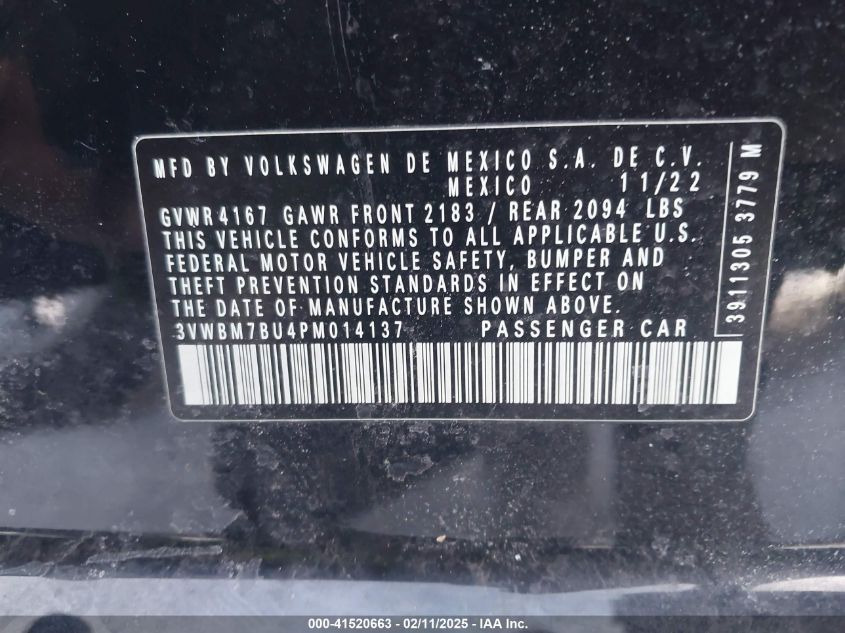 MFD BY VOLKSWAGEN DE MEXICO S.A. DE C.V.
MEXICO 11/22
GVWR 4167 GAWR FRONT 2183 / REAR 2094 LBS
THIS VEHICLE CONFORMS TO ALL APPLICABLE U.S.
FEDERAL MOTOR VEHICLE SAFETY, BUMPER AND
THEFT PREVENTION STANDARDS IN EFFECT ON
THE DATE OF MANUFACTURE SHOWN ABOVE.
3VWBM7BU4PM014137 PASSENGER CAR
3911305 3779 M
000-41520663 - 02/11/2025 - IAAI Inc.